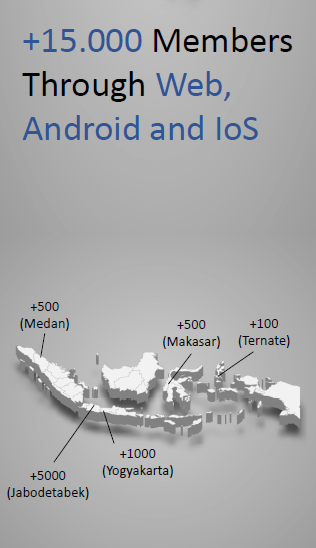 +15.000 Members
Through Web,
Android and IoS
+500
(Medan)
+500
(Makasar)
+100
(Ternate)
+1000
(Yogyakarta)
+5000
(Jabodetabek)